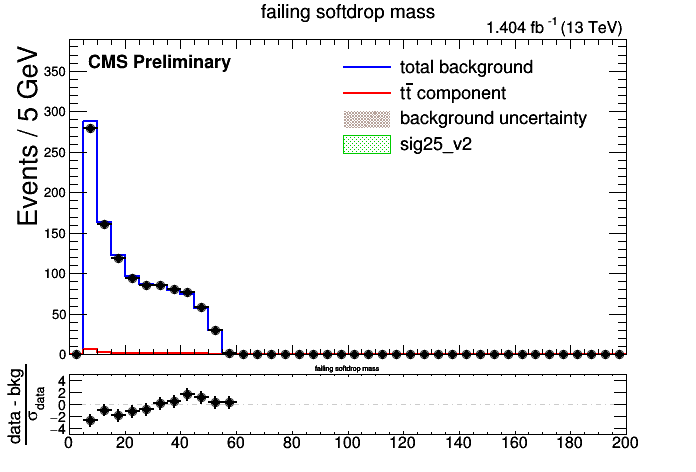 failing softdrop mass
1.404 fb -1 (13 TeV)
CMS Preliminary
total background
tt̅ component
background uncertainty
sig25_v2
Events / 5 GeV
350
300
250
200
150
100
50
0
failing softdrop mass
data - bkg
σdata
4
2
0
−2
−4
0 20 40 60 80 100 120 140 160 180 200